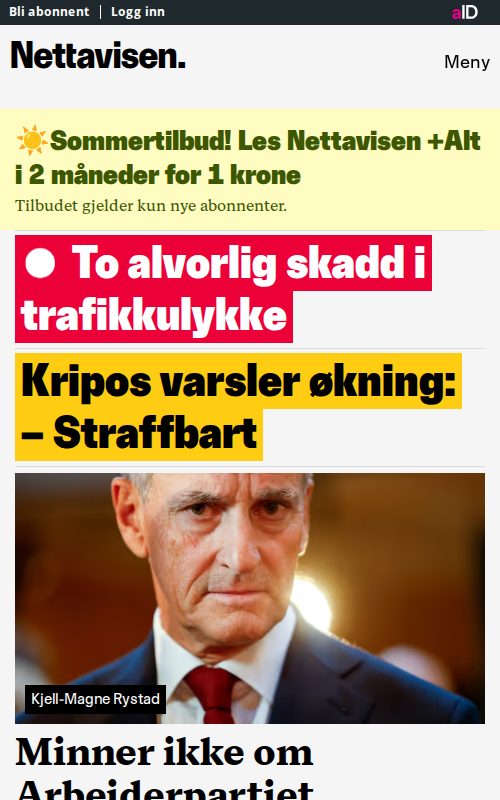 Bli abonnent | Logg inn
aID
Nettavisen.
Meny
Sommertilbud! Les Nettavisen +Alt
i 2 måneder for 1 krone
Tilbudet gjelder kun nye abonnenter.
To alvorlig skadd i
trafikkulykke
Kripos varsler økning:
– Straffbart
Kjell-Magne Rystad
Minner ikke om
Arbeiderpartiet